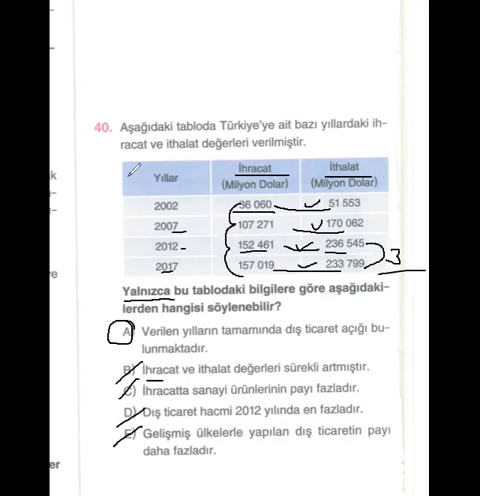 40. Aşağıdaki tabloda Türkiye'ye ait bazı yıllardaki ih-
racat ve ithalat değerleri verilmiştir.
Yıllar İhracat (Milyon Dolar) İthalat (Milyon Dolar)
2002 36 060 51 553
2007 107 271 170 062
2012 152 461 236 545
2017 157 019 233 799
3
Yalnızca bu tablodaki bilgilere göre aşağıdaki-
lerden hangisi söylenebilir?
A) Verilen yılların tamamında dış ticaret açığı bu-
lunmaktadır.
B) İhracat ve ithalat değerleri sürekli artmıştır.
C) İhracatta sanayi ürünlerinin payı fazladır.
D) Dış ticaret hacmi 2012 yılında en fazladır.
E) Gelişmiş ülkelerle yapılan dış ticaretin payı
daha fazladır.
k
er